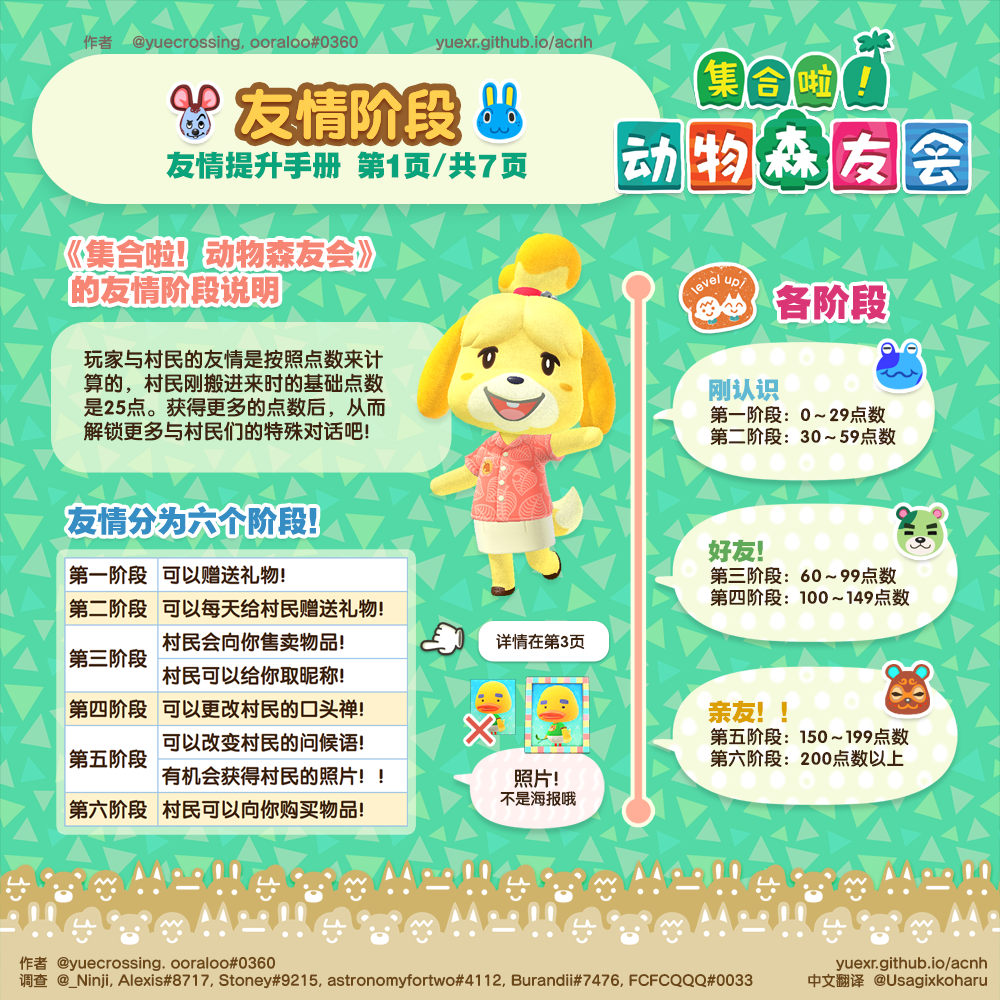 作者 @yuecrossing, ooraloo#0360 yuexr.github.io/acnh
集合啦！
动物森友会
友情阶段
友情提升手册 第1页/共7页
《集合啦！动物森友会》
的友情阶段说明
玩家与村民的友情是按照点数来计
算的，村民刚搬进来时的基础点数
是25点。获得更多的点数后，从而
解锁更多与村民们的特殊对话吧!
友情分为六个阶段!
第一阶段 可以赠送礼物!
第二阶段 可以每天给村民赠送礼物!
第三阶段 村民会向你售卖物品!
村民可以给你取昵称!
第四阶段 可以更改村民的口头禅!
第五阶段 可以改变村民的问候语!
有机会获得村民的照片！！
第六阶段 村民可以向你购买物品!
详情在第3页
照片!
不是海报哦
level up!
各阶段
刚认识
第一阶段：0～29点数
第二阶段：30～59点数
好友!
第三阶段：60～99点数
第四阶段：100～149点数
亲友！！
第五阶段：150～199点数
第六阶段：200点数以上
作者 @yuecrossing. ooraloo#0360
调查 @_Ninji, Alexis#8717, Stoney#9215, astronomyfortwo#4112, Burandii#7476, FCFCQQQ#0033
yuexr.github.io/acnh
中文翻译 @Usagixkoharu